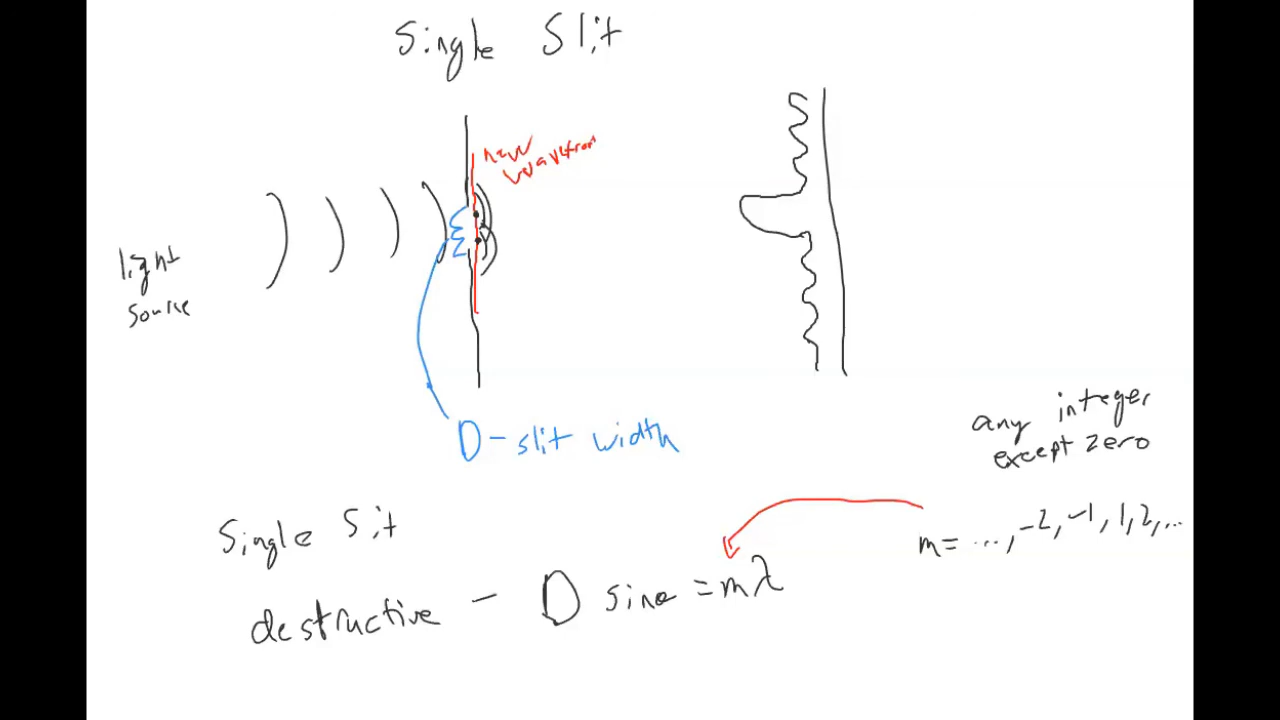 Single Slit
new
wavefront
light
source
D- slit width
any integer
except zero
m= ..., -2, -1, 1, 2, ...
Single Sit
destructive - D sinθ = mλ